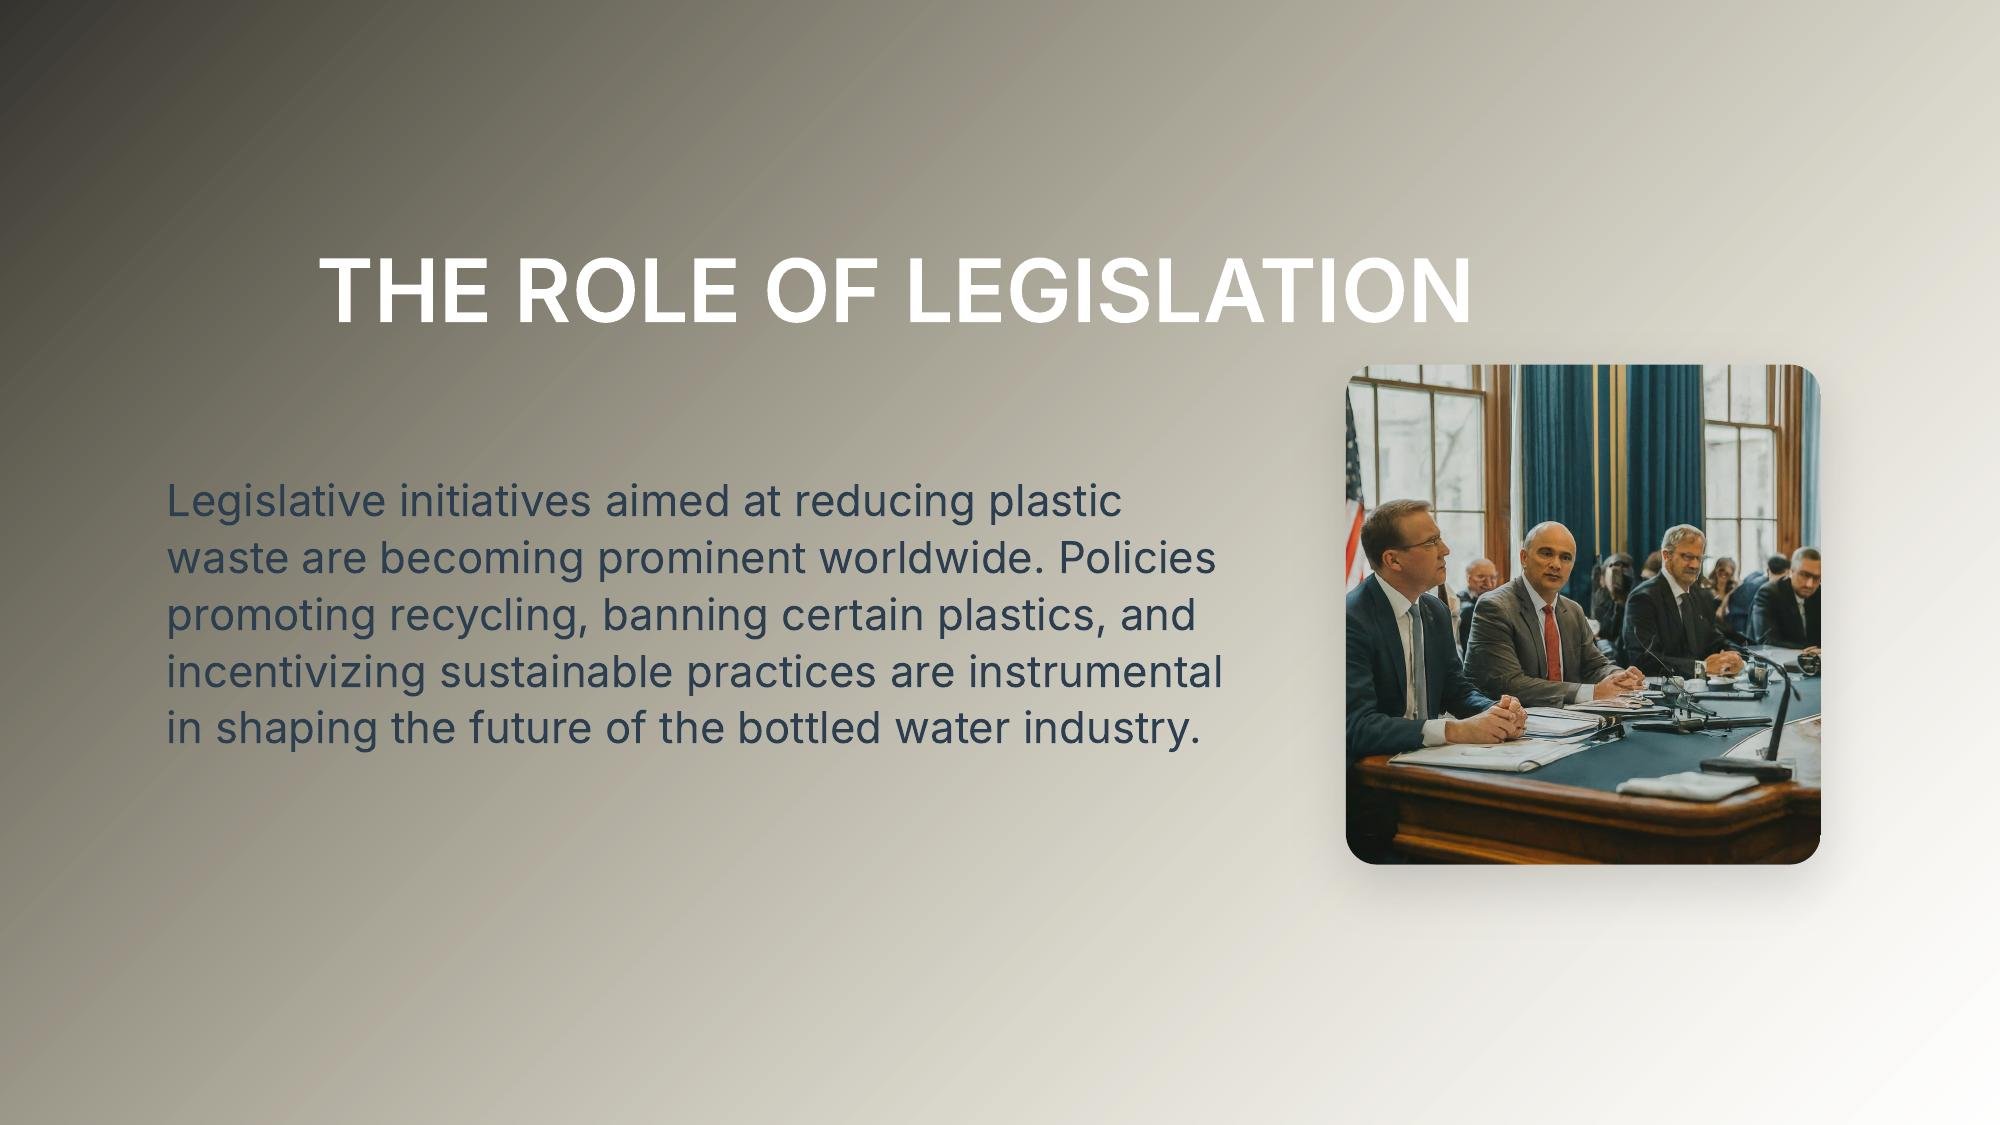 THE ROLE OF LEGISLATION
Legislative initiatives aimed at reducing plastic
waste are becoming prominent worldwide. Policies
promoting recycling, banning certain plastics, and
incentivizing sustainable practices are instrumental
in shaping the future of the bottled water industry.